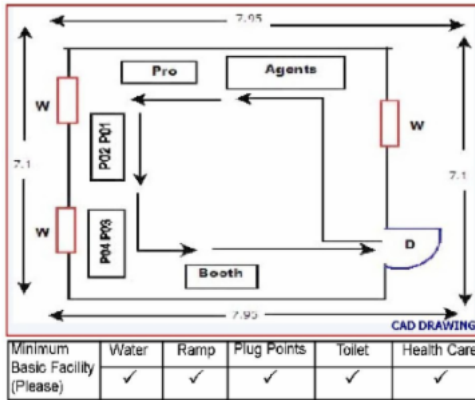 7.95
Pro
Agents
W
W
P02 P01
7.1
7.1
W
P04 P03
D
Booth
7.95
CAD DRAWING
Minimum Basic Facility (Please)
Water
Ramp
Plug Points
Toilet
Health Care
✓ ✓ ✓ ✓ ✓